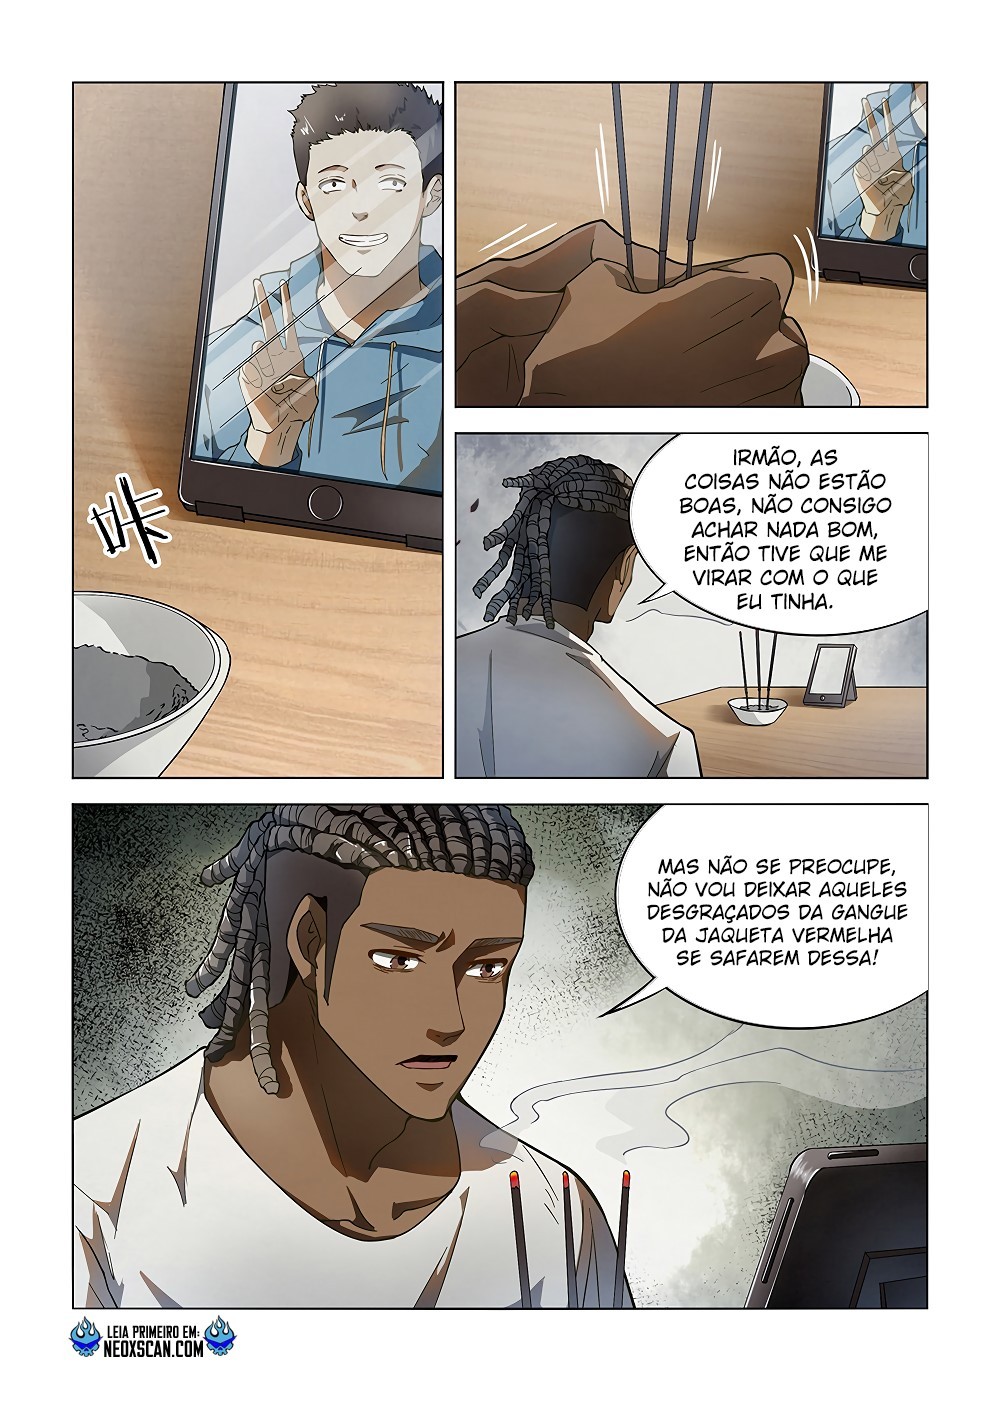 咔
IRMÃO, AS
COISAS NÃO ESTÃO
BOAS, NÃO CONSIGO
ACHAR NADA BOM,
ENTÃO TIVE QUE ME
VIRAR COM O QUE
EU TINHA.
MAS NÃO SE PREOCUPE,
NÃO VOU DEIXAR AQUELES
DESGRAÇADOS DA GANGUE
DA JAQUETA VERMELHA
SE SAFAREM DESSA!
LEIA PRIMEIRO EM:
NEOXSCAN.COM